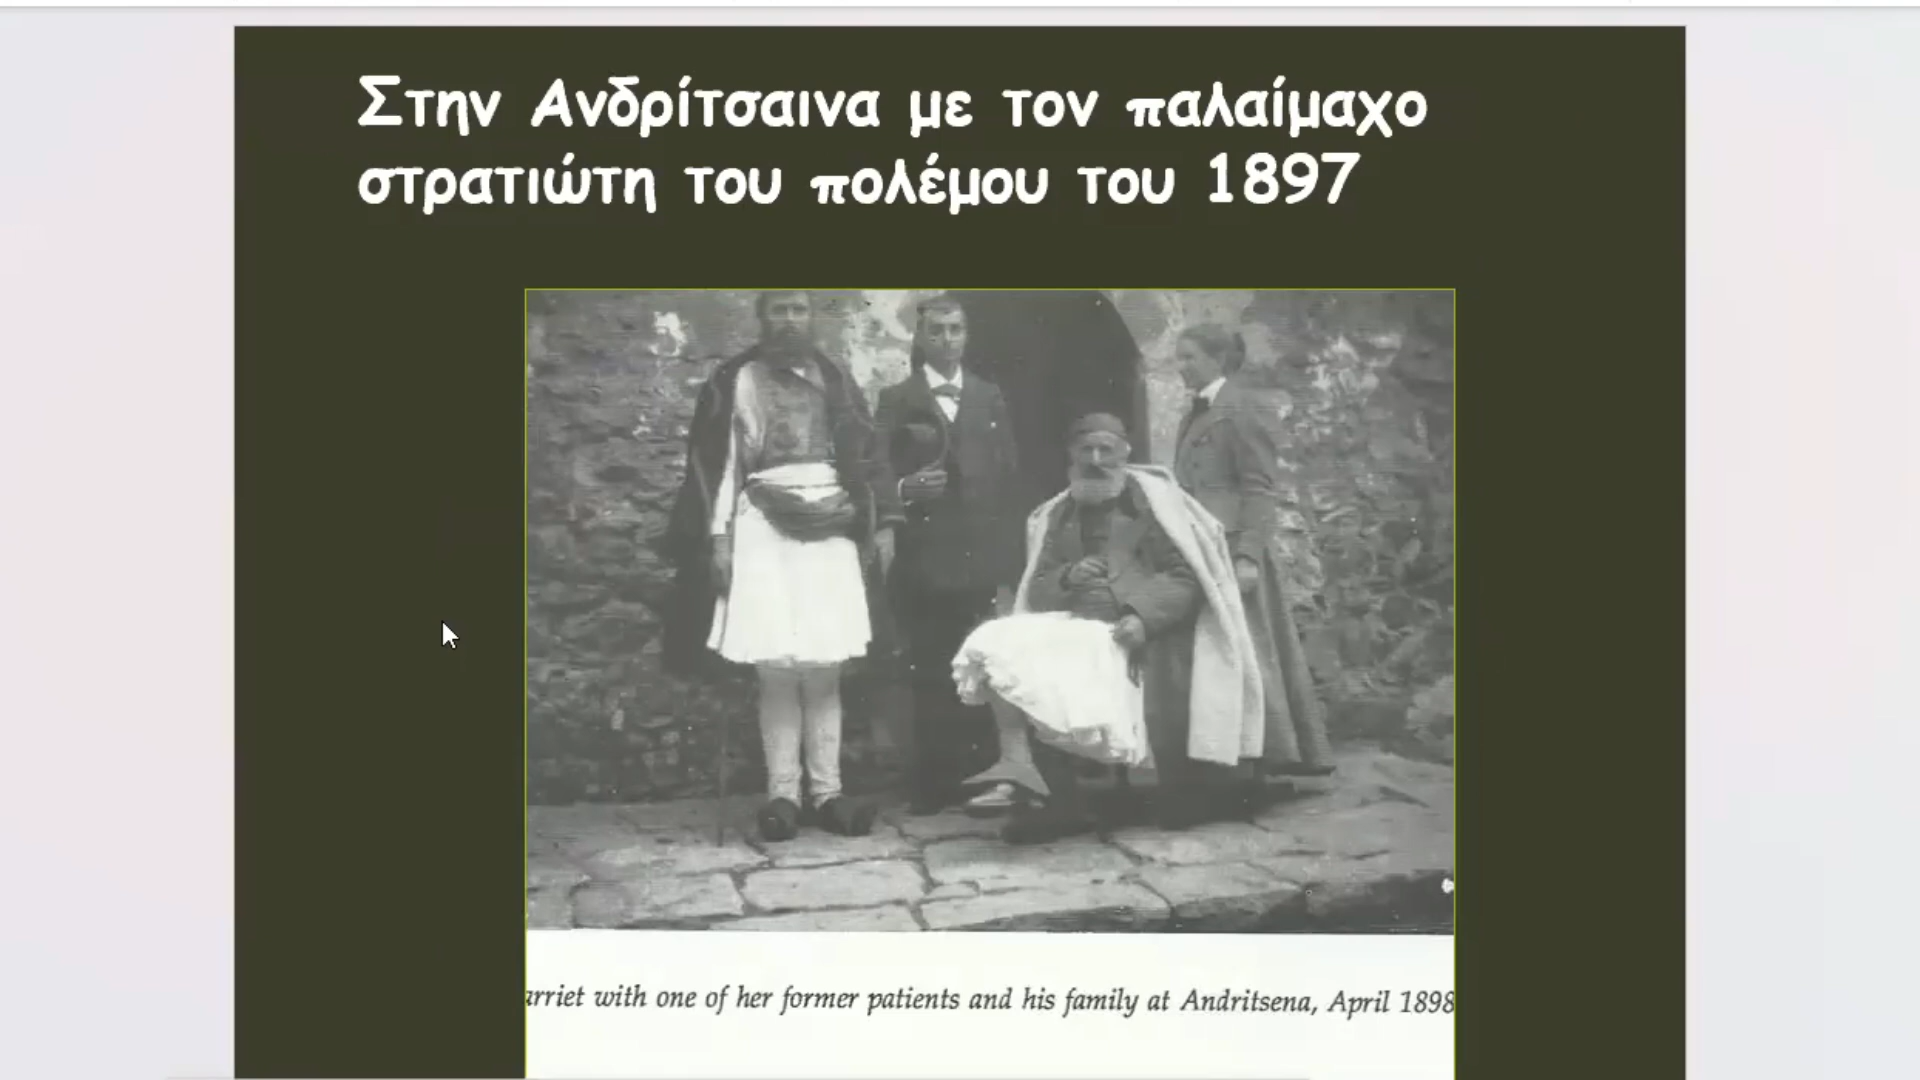 Στην Ανδρίτσαινα με τον παλαίμαχο
στρατιώτη του πολέμου του 1897
arriet with one of her former patients and his family at Andritsena, April 1898